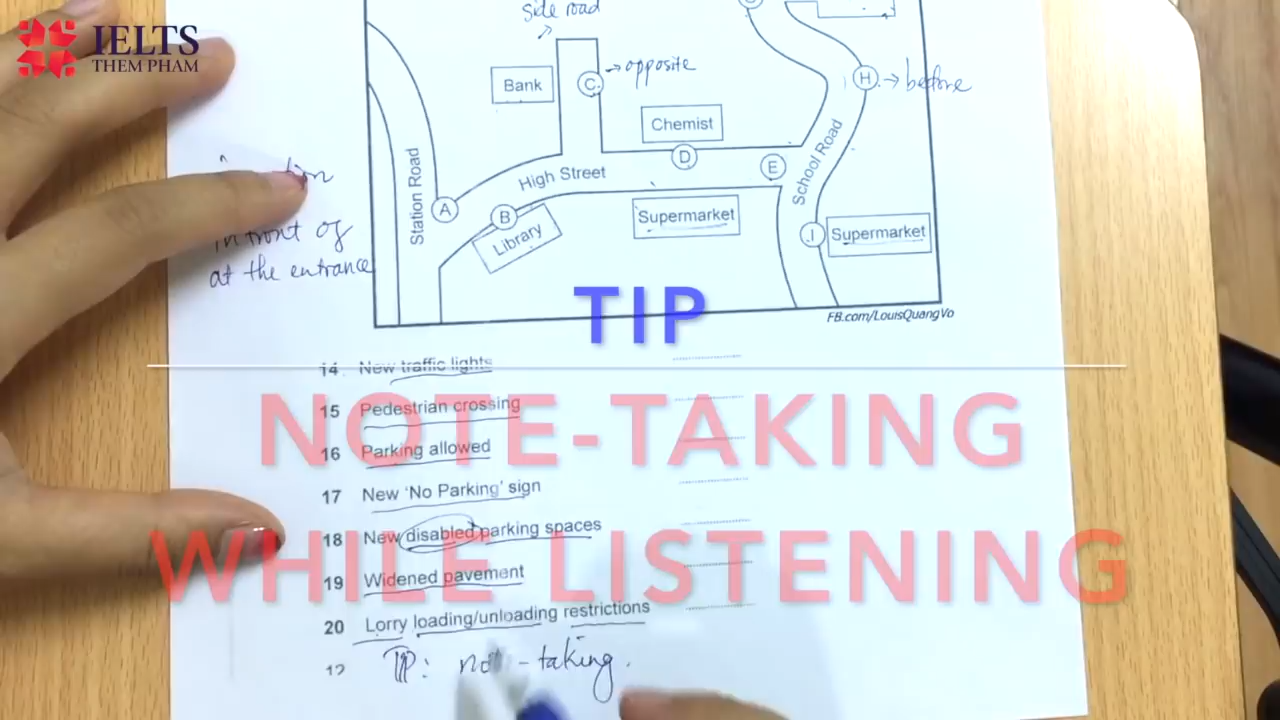 IELTS
THEM PHAM
side road
Bank
C
→opposite
Chemist
H → before
D
E
High Street
Station Road
School Road
A
B
Library
Supermarket
I
Supermarket
in front of
at the entrance
FB.com/LouisQuangVo
TIP
NOTE-TAKING
WHILE LISTENING
14 New traffic lights
15 Pedestrian crossing
16 Parking allowed
17 New 'No Parking' sign
18 New disabled parking spaces
19 Widened pavement
20 Lorry loading/unloading restrictions
TIP: -taking.